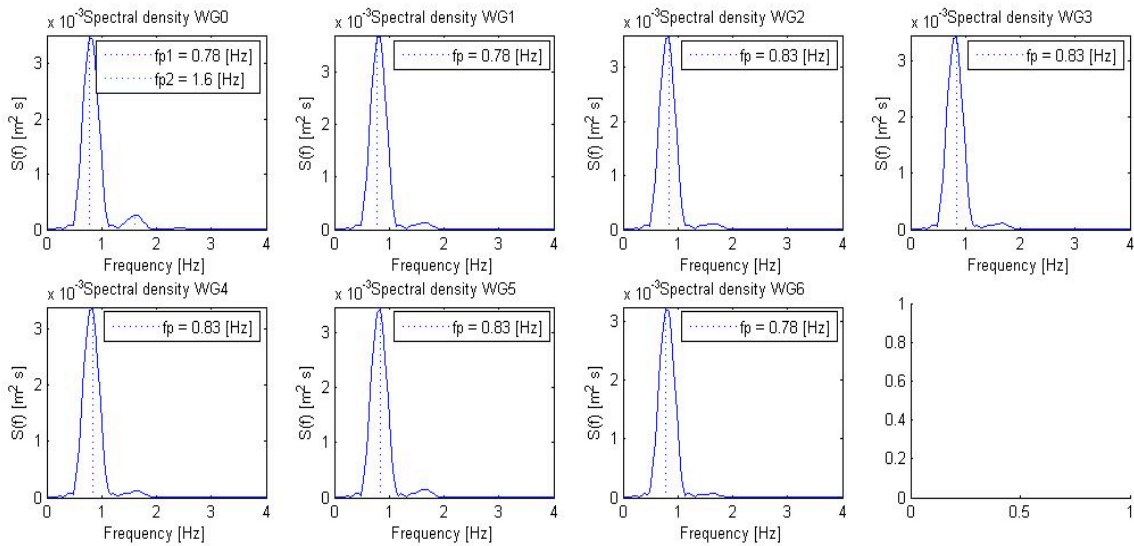 x 10⁻³Spectral density WG0
fp1 = 0.78 [Hz]
fp2 = 1.6 [Hz]
S(f) [m² s]
3
2
1
0
0 1 2 3 4
Frequency [Hz]
x 10⁻³Spectral density WG1
fp = 0.78 [Hz]
S(f) [m² s]
3
2
1
0
0 1 2 3 4
Frequency [Hz]
x 10⁻³Spectral density WG2
fp = 0.83 [Hz]
S(f) [m² s]
3
2
1
0
0 1 2 3 4
Frequency [Hz]
x 10⁻³Spectral density WG3
fp = 0.83 [Hz]
S(f) [m² s]
3
2
1
0
0 1 2 3 4
Frequency [Hz]
x 10⁻³Spectral density WG4
fp = 0.83 [Hz]
S(f) [m² s]
3
2
1
0
0 1 2 3 4
Frequency [Hz]
x 10⁻³Spectral density WG5
fp = 0.83 [Hz]
S(f) [m² s]
3
2
1
0
0 1 2 3 4
Frequency [Hz]
x 10⁻³Spectral density WG6
fp = 0.78 [Hz]
S(f) [m² s]
3
2
1
0
0 1 2 3 4
Frequency [Hz]
1
0.8
0.6
0.4
0.2
0
0 0.5 1